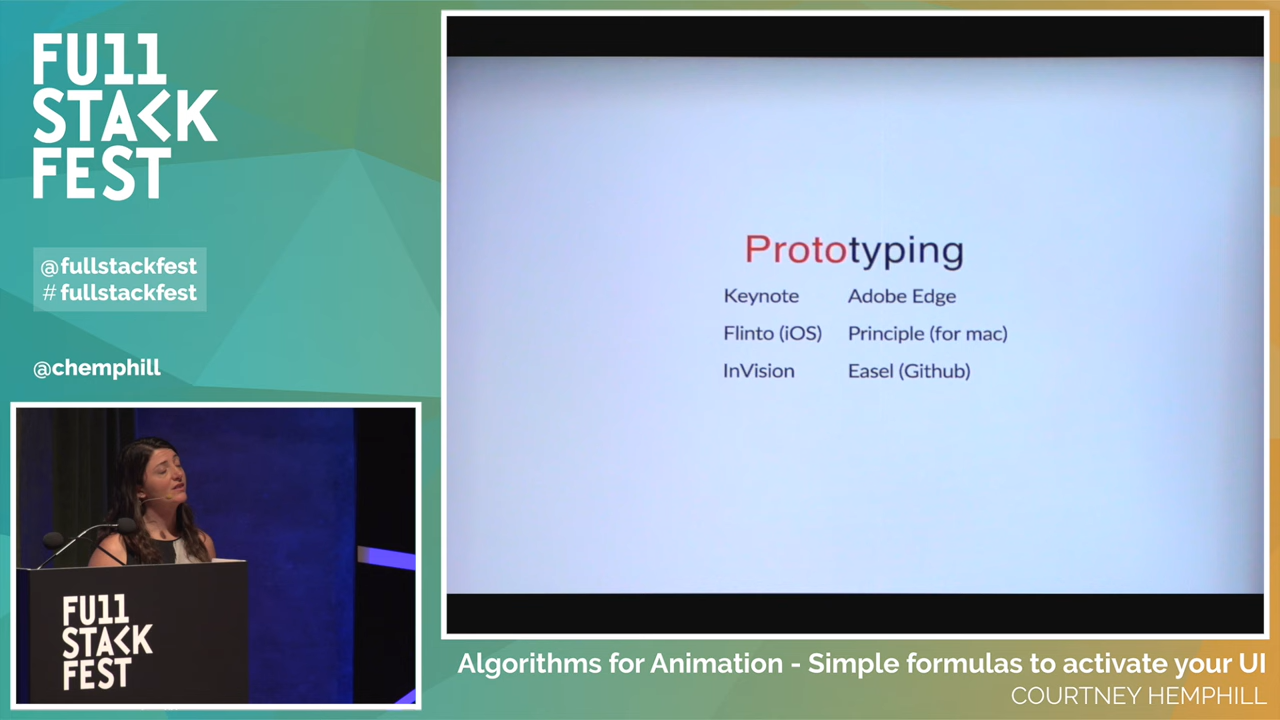 FU11
STACK
FEST
@fullstackfest
# fullstackfest
@chemphill
FU11
STACK
FEST
Prototyping
Keynote Adobe Edge
Flinto (iOS) Principle (for mac)
InVision Easel (Github)
Algorithms for Animation - Simple formulas to activate your UI
COURTNEY HEMPHILL